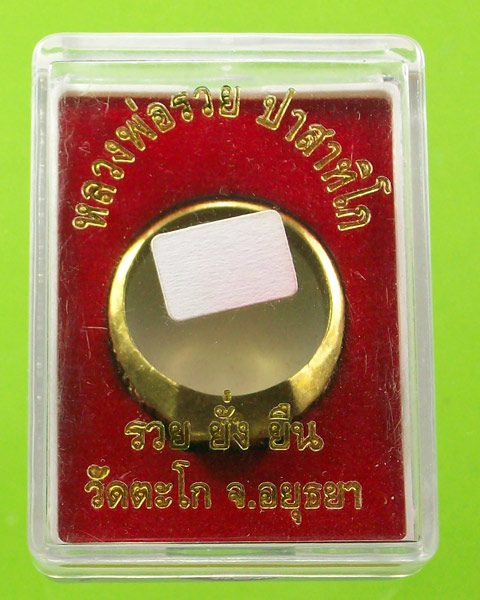 หลวงพ่อรวย ปาสาทิโก
รวย ยั่ง ยืน
วัดตะโก จ.อยุธยา